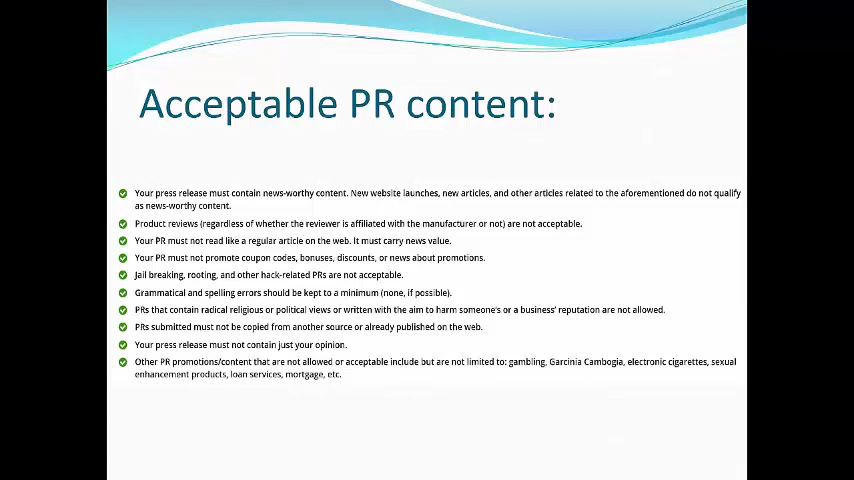 Acceptable PR content:
Your press release must contain news-worthy content. New website launches, new articles, and other articles related to the aforementioned do not qualify
as news-worthy content.
Product reviews (regardless of whether the reviewer is affiliated with the manufacturer or not) are not acceptable.
Your PR must not read like a regular article on the web. It must carry news value.
Your PR must not promote coupon codes, bonuses, discounts, or news about promotions.
Jail breaking, rooting, and other hack-related PRs are not acceptable.
Grammatical and spelling errors should be kept to a minimum (none, if possible).
PRs that contain radical religious or political views or written with the aim to harm someone's or a business' reputation are not allowed.
PRs submitted must not be copied from another source or already published on the web.
Your press release must not contain just your opinion.
Other PR promotions/content that are not allowed or acceptable include but are not limited to: gambling, Garcinia Cambogia, electronic cigarettes, sexual
enhancement products, loan services, mortgage, etc.